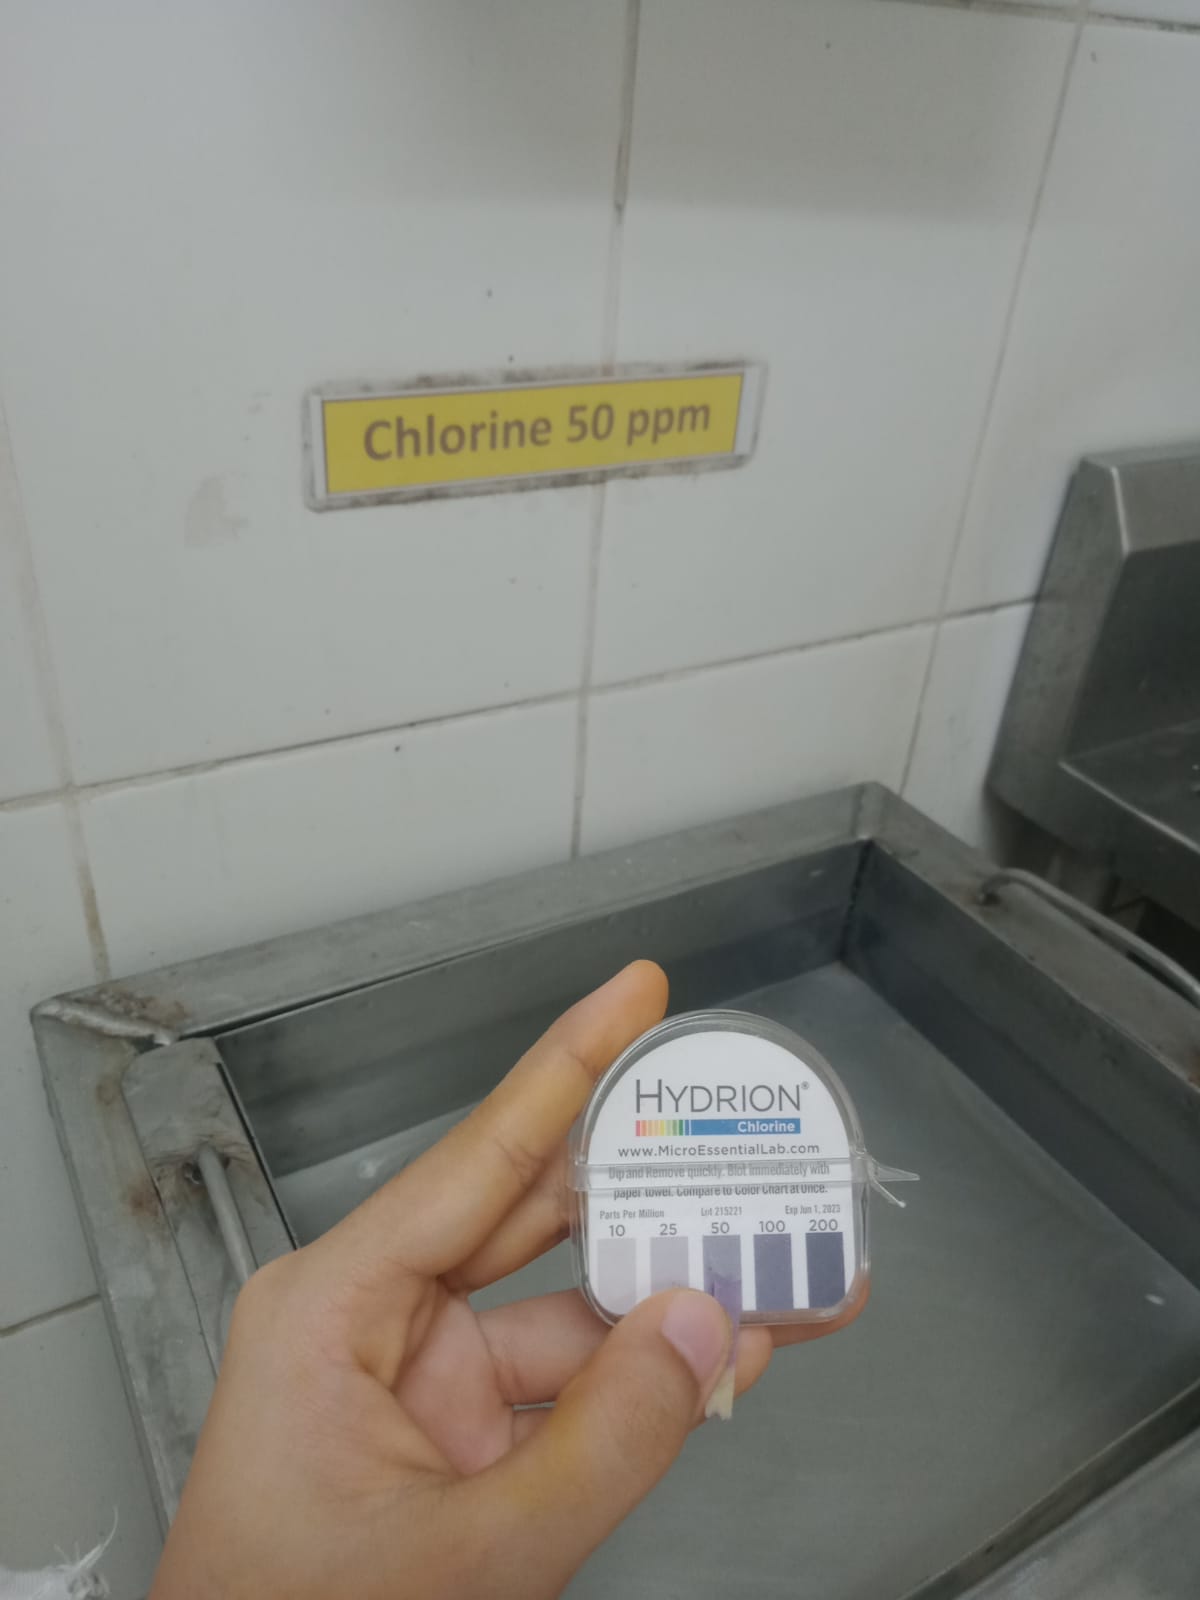 Chlorine 50 ppm
HYDRION®
Chlorine
www.MicroEssentialLab.com
Dip and Remove quickly. Blot immediately with
paper towel. Compare to Color Chart at Once.
Parts Per Million Lot 215221 Exp Jun 1, 2023
10 25 50 100 200